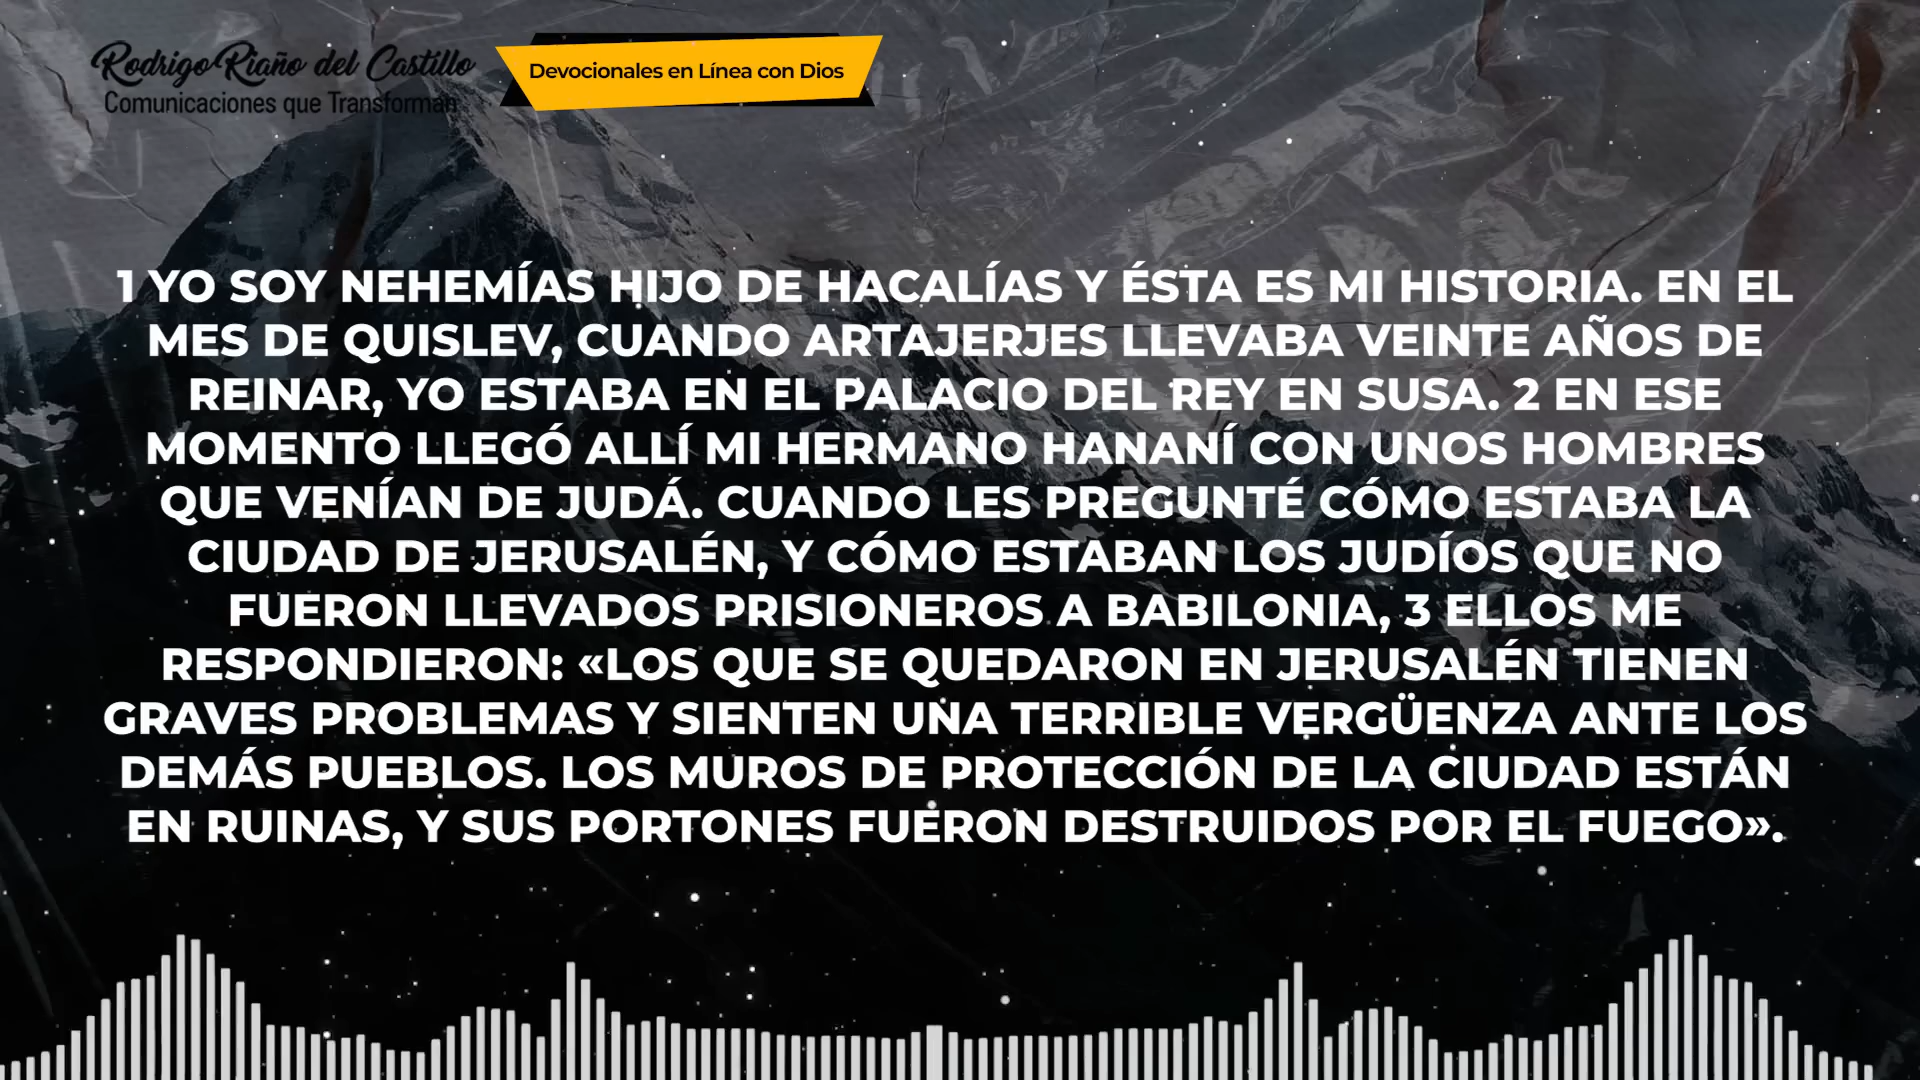 Rodrigo Riaño del Castillo
Comunicaciones que Transforman
Devocionales en Línea con Dios
1 YO SOY NEHEMÍAS HIJO DE HACALÍAS Y ÉSTA ES MI HISTORIA. EN EL
MES DE QUISLEV, CUANDO ARTAJERJES LLEVABA VEINTE AÑOS DE
REINAR, YO ESTABA EN EL PALACIO DEL REY EN SUSA. 2 EN ESE
MOMENTO LLEGÓ ALLÍ MI HERMANO HANANÍ CON UNOS HOMBRES
QUE VENÍAN DE JUDÁ. CUANDO LES PREGUNTÉ CÓMO ESTABA LA
CIUDAD DE JERUSALÉN, Y CÓMO ESTABAN LOS JUDÍOS QUE NO
FUERON LLEVADOS PRISIONEROS A BABILONIA, 3 ELLOS ME
RESPONDIERON: «LOS QUE SE QUEDARON EN JERUSALÉN TIENEN
GRAVES PROBLEMAS Y SIENTEN UNA TERRIBLE VERGÜENZA ANTE LOS
DEMÁS PUEBLOS. LOS MUROS DE PROTECCIÓN DE LA CIUDAD ESTÁN
EN RUINAS, Y SUS PORTONES FUERON DESTRUIDOS POR EL FUEGO».